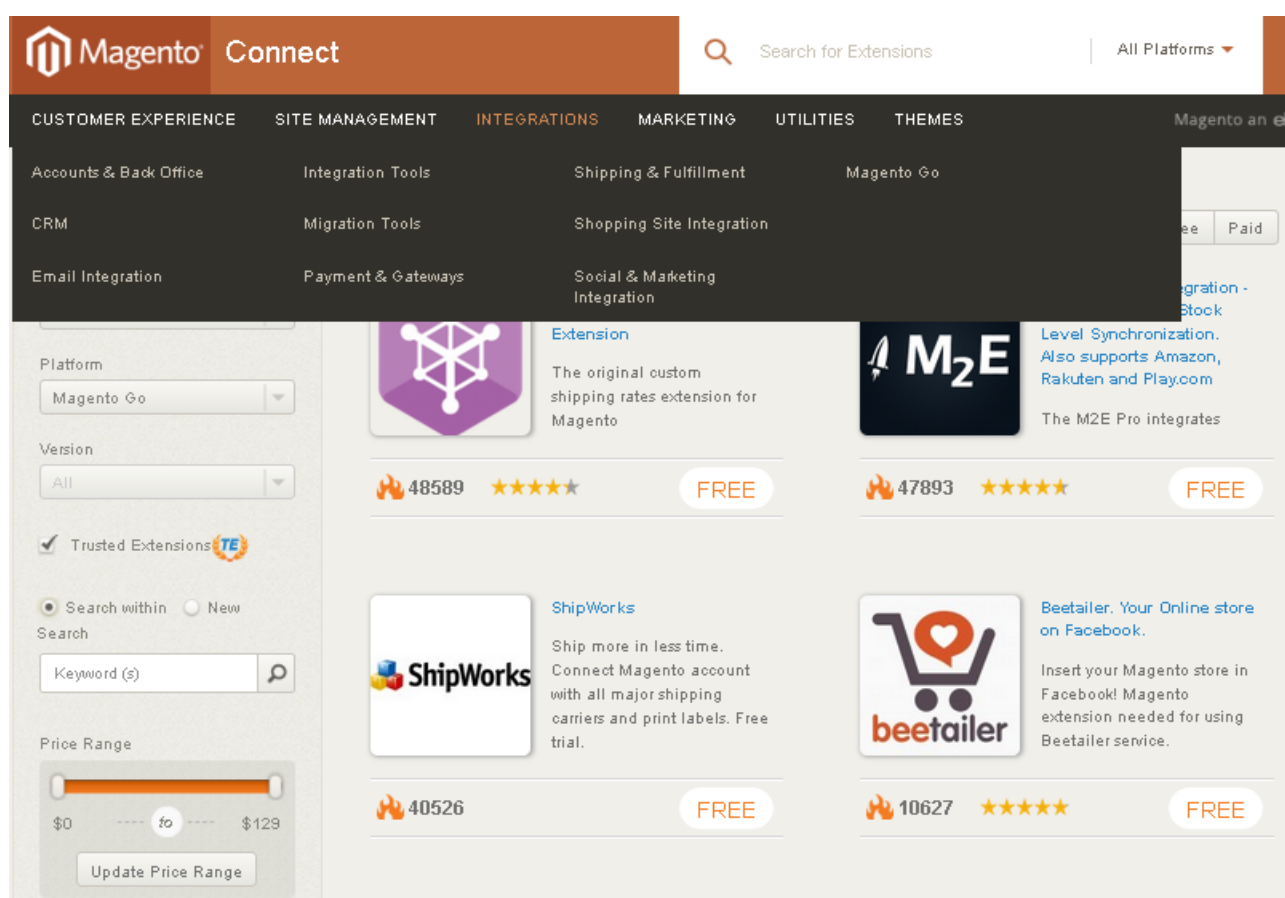 Magento Connect
Search for Extensions
All Platforms
CUSTOMER EXPERIENCE SITE MANAGEMENT INTEGRATIONS MARKETING UTILITIES THEMES
Magento an
Accounts & Back Office Integration Tools Shipping & Fulfillment Magento Go
CRM Migration Tools Shopping Site Integration
Email Integration Payment & Gateways Social & Marketing
Integration
ee Paid
Platform
Magento Go
Version
All
Trusted Extensions TE
Search within New
Search
Keyword (s)
Price Range
$0 to $129
Update Price Range
Extension
The original custom
shipping rates extension for
Magento
48589 FREE
M2E
gration -
Stock
Level Synchronization.
Also supports Amazon,
Rakuten and Play.com
The M2E Pro integrates
47893 FREE
ShipWorks
ShipWorks
Ship more in less time.
Connect Magento account
with all major shipping
carriers and print labels. Free
trial.
40526 FREE
beetailer
Beetailer. Your Online store
on Facebook.
Insert your Magento store in
Facebook! Magento
extension needed for using
Beetailer service.
10627 FREE